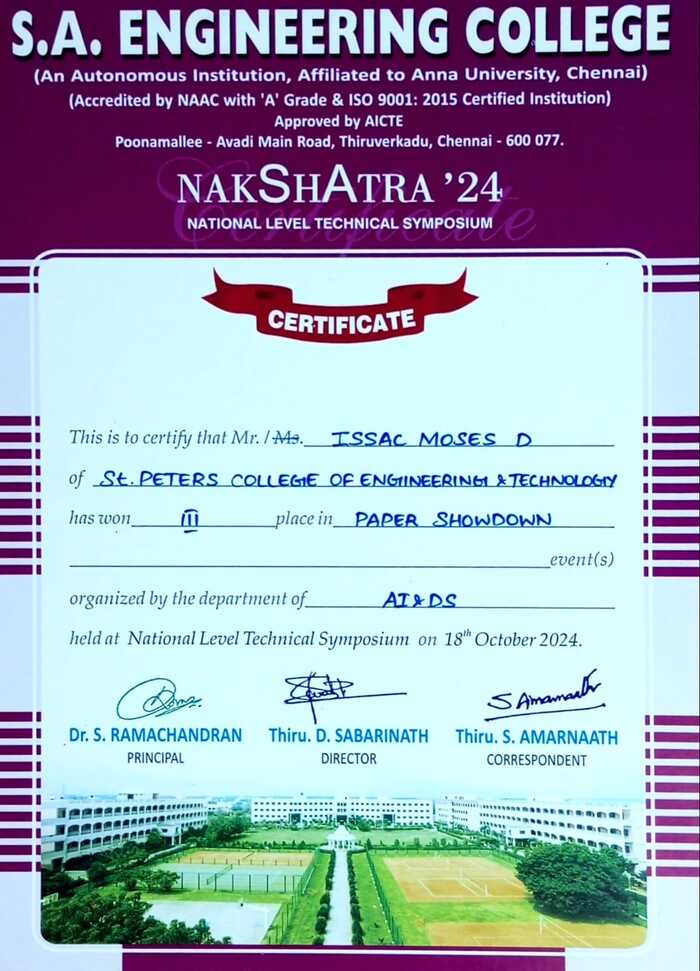 S.A. ENGINEERING COLLEGE
(An Autonomous Institution, Affiliated to Anna University, Chennai)
(Accredited by NAAC with 'A' Grade & ISO 9001: 2015 Certified Institution)
Approved by AICTE
Poonamallee - Avadi Main Road, Thiruverkadu, Chennai - 600 077.
Certificate
NAKSHATRA '24
NATIONAL LEVEL TECHNICAL SYMPOSIUM
CERTIFICATE
This is to certify that Mr. / Ms. ISSAC MOSES D
of St. PETERS COLLEGE OF ENGINEERING & TECHNOLOGY
has won III place in PAPER SHOWDOWN
event(s)
organized by the department of AI&DS
held at National Level Technical Symposium on 18th October 2024.
S Amarnaath
Dr. S. RAMACHANDRAN Thiru. D. SABARINATH Thiru. S. AMARNAATH
PRINCIPAL DIRECTOR CORRESPONDENT